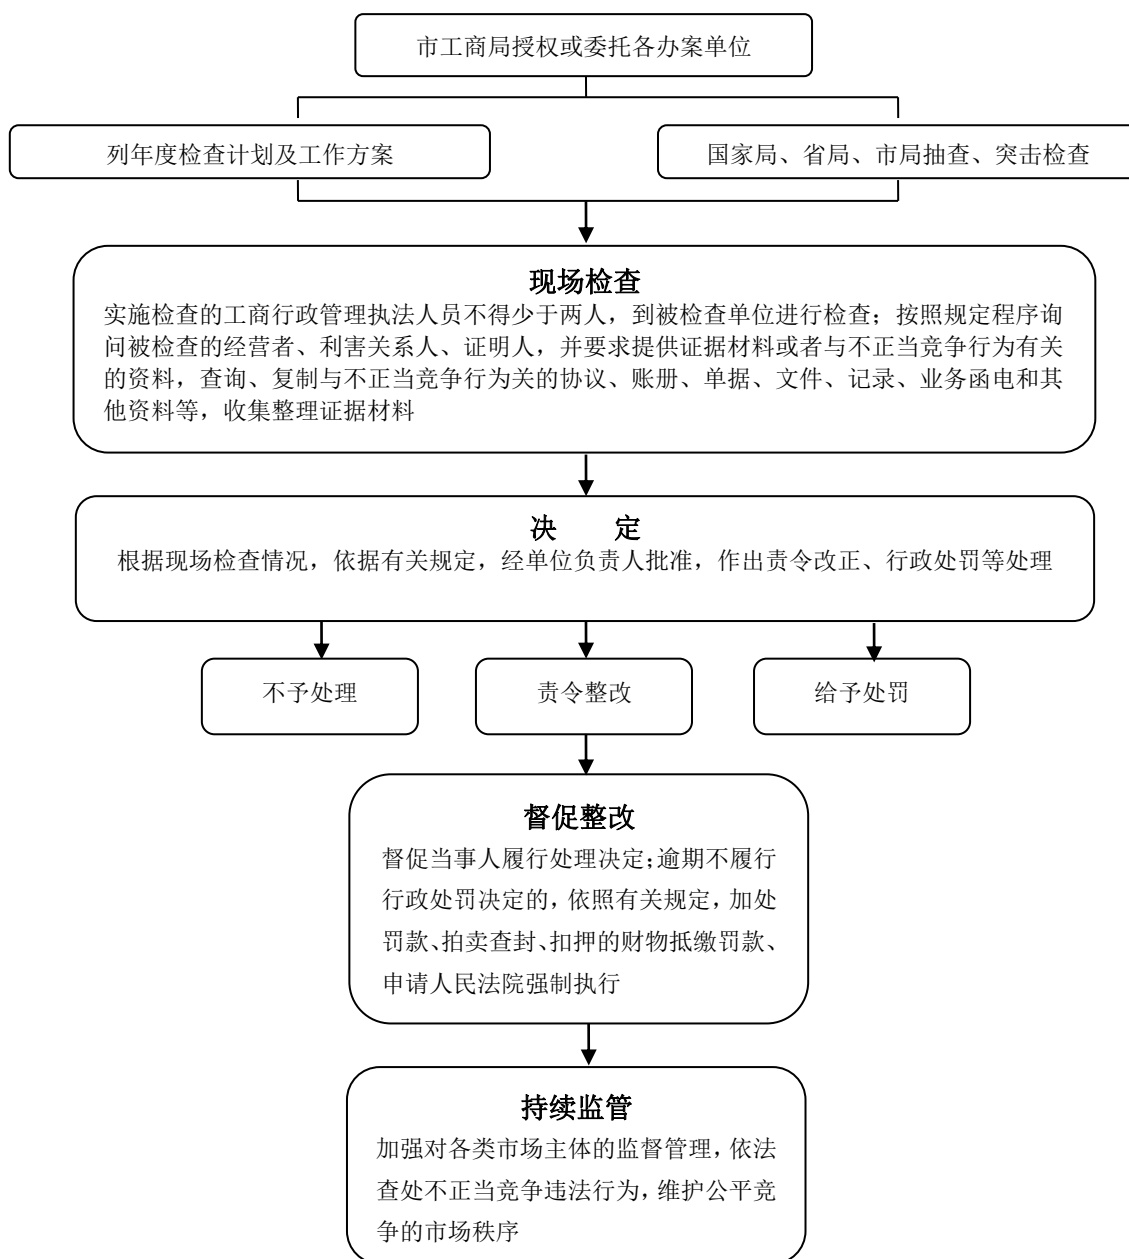 市工商局授权或委托各办案单位
列年度检查计划及工作方案
国家局、省局、市局抽查、突击检查
现场检查
实施检查的工商行政管理执法人员不得少于两人，到被检查单位进行检查；按照规定程序询
问被检查的经营者、利害关系人、证明人，并要求提供证据材料或者与不正当竞争行为有关
的资料，查询、复制与不正当竞争行为关的协议、账册、单据、文件、记录、业务函电和其
他资料等，收集整理证据材料
决　　定
根据现场检查情况，依据有关规定，经单位负责人批准，作出责令改正、行政处罚等处理
不予处理
责令整改
给予处罚
督促整改
督促当事人履行处理决定;逾期不履行
行政处罚决定的，依照有关规定，加处
罚款、拍卖查封、扣押的财物抵缴罚款、
申请人民法院强制执行
持续监管
加强对各类市场主体的监督管理，依法
查处不正当竞争违法行为，维护公平竞
争的市场秩序